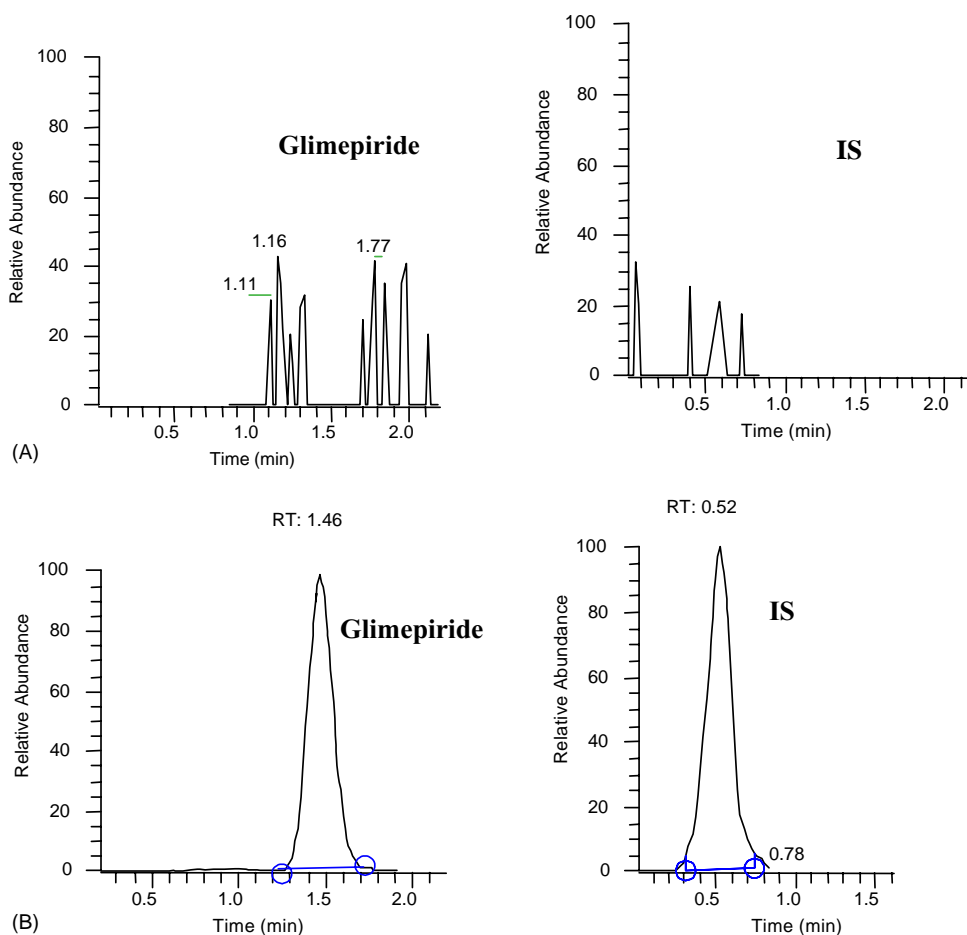 100
80
60
40
20
0
Relative Abundance
Glimepiride
1.16
1.11
1.77
0.5 1.0 1.5 2.0
Time (min)
100
80
60
40
20
0
Relative Abundance
IS
0.5 1.0 1.5 2.0
Time (min)
(A)
RT: 1.46
100
80
60
40
20
0
Relative Abundance
Glimepiride
0.5 1.0 1.5 2.0
Time (min)
RT: 0.52
100
80
60
40
20
0
Relative Abundance
IS
0.78
0.5 1.0 1.5
Time (min)
(B)